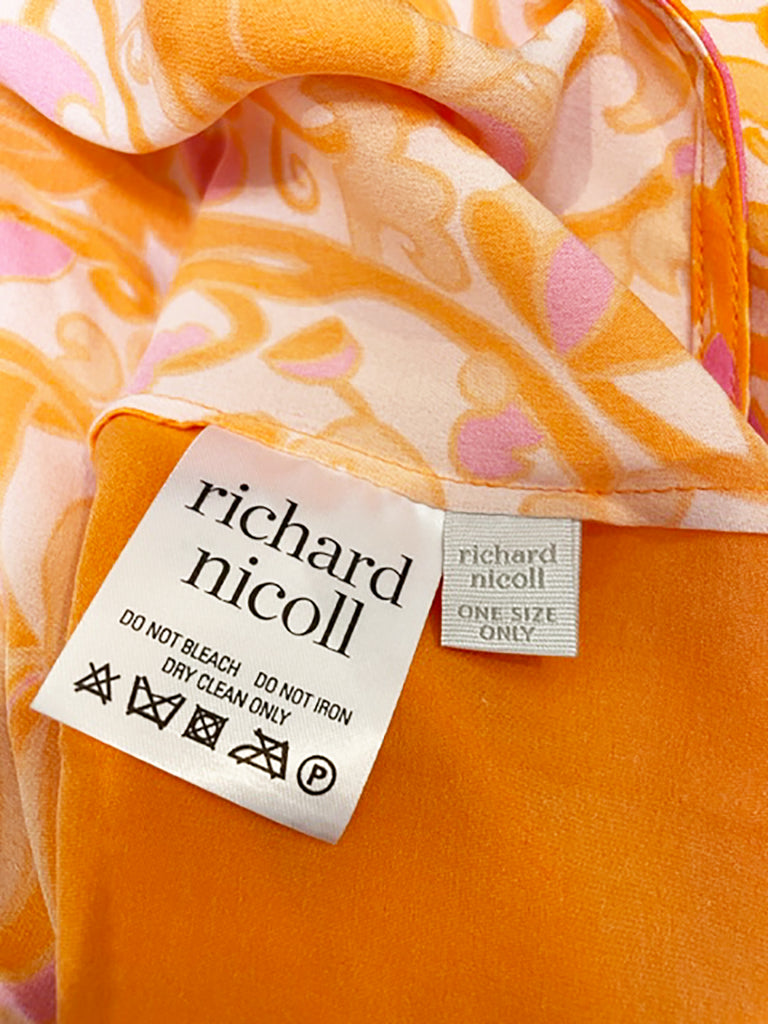 richard
nicoll
DO NOT BLEACH DO NOT IRON
DRY CLEAN ONLY
P
richard
nicoll
ONE SIZE
ONLY